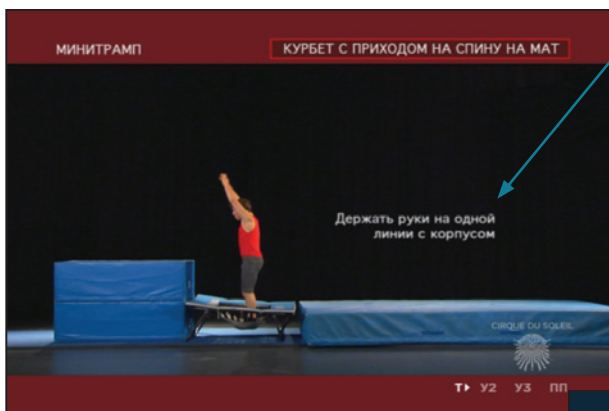 МИНИТРАМП
КУРБЕТ С ПРИХОДОМ НА СПИНУ НА МАТ
Держать руки на одной
линии с корпусом
CIRQUE DU SOLEIL
Т У2 У3 ПП